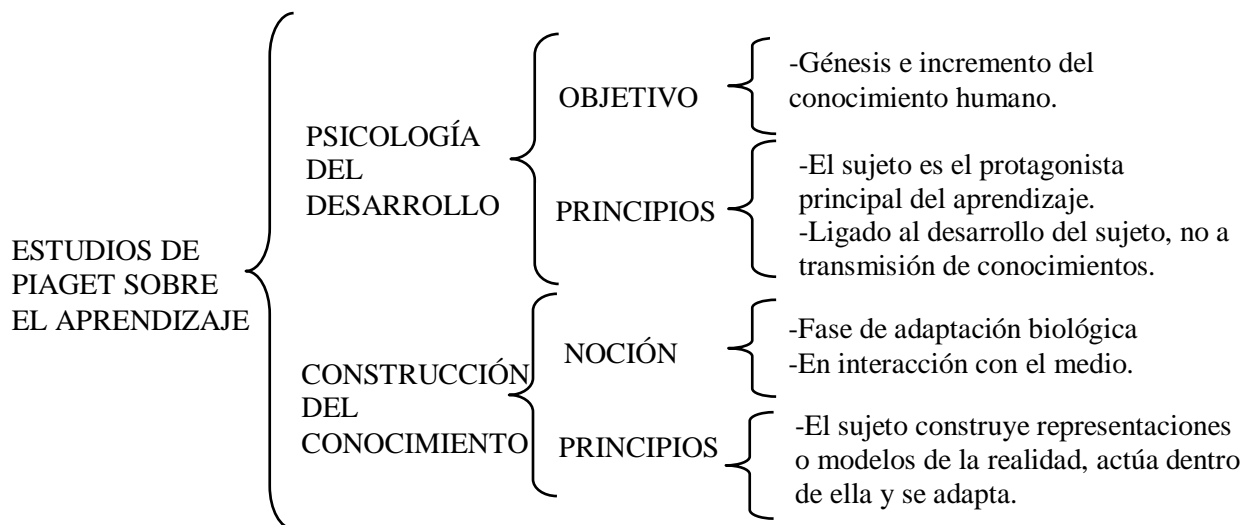 ESTUDIOS DE
PIAGET SOBRE
EL APRENDIZAJE
PSICOLOGÍA
DEL
DESARROLLO
OBJETIVO
-Génesis e incremento del
conocimiento humano.
PRINCIPIOS
-El sujeto es el protagonista
principal del aprendizaje.
-Ligado al desarrollo del sujeto, no a
transmisión de conocimientos.
CONSTRUCCIÓN
DEL
CONOCIMIENTO
NOCIÓN
-Fase de adaptación biológica
-En interacción con el medio.
PRINCIPIOS
-El sujeto construye representaciones
o modelos de la realidad, actúa dentro
de ella y se adapta.